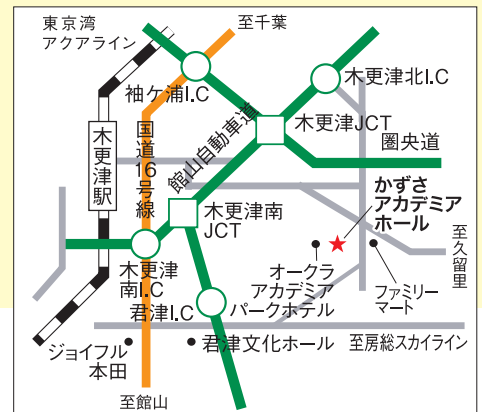 東京湾
アクアライン
至千葉
袖ケ浦I.C
木更津北I.C
木更津JCT
圏央道
館山自動車道
国道16号線
木更津駅
かずさ
アカデミア
ホール
木更津南
JCT
至久留里
木更津
南I.C
オークラ
アカデミア
パークホテル
ファミリー
マート
君津I.C
ジョイフル
本田
君津文化ホール
至房総スカイライン
至館山